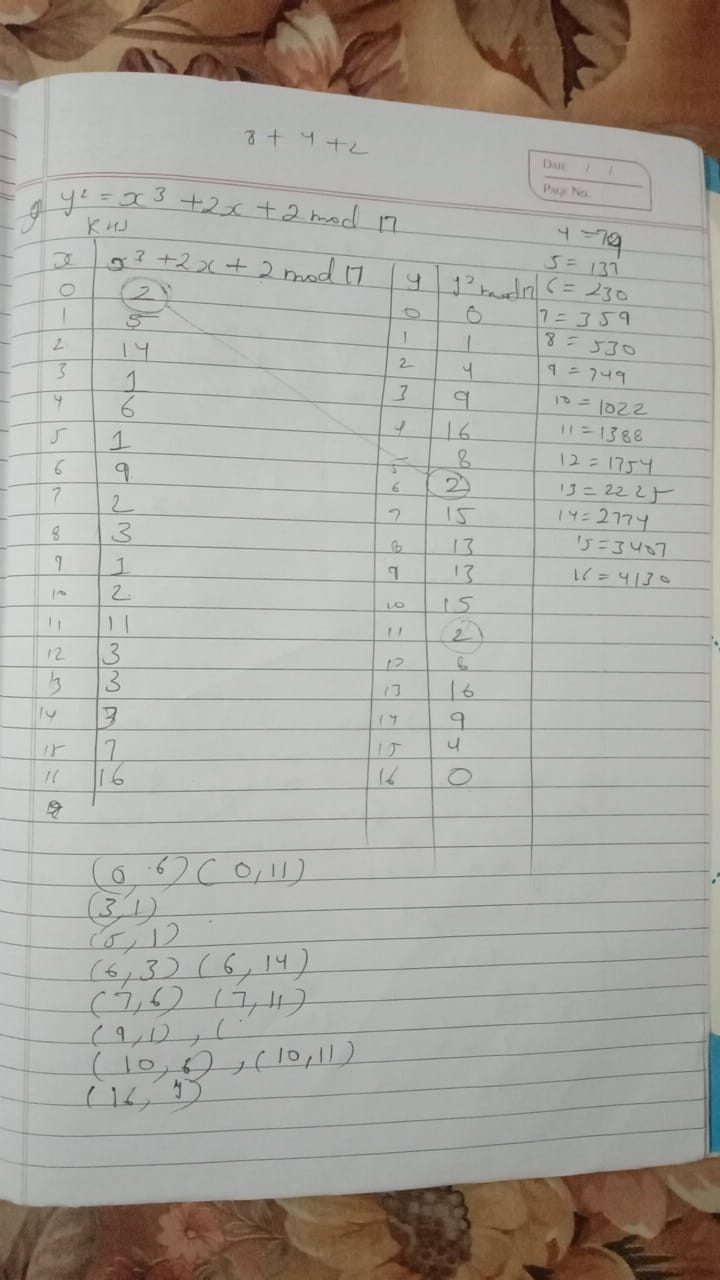 8 + 4 + 2
Date / /
Page No.
y² = x³ + 2x + 2 mod 17
RHS
x x³ + 2x + 2 mod 17 y y² mod 17
0 2
1 5 0 0
2 14 1 1
3 1 2 4
4 6 3 9
5 1 4 16
6 9 5 8
7 2 6 2
8 3 7 15
9 1 8 13
10 2 9 13
11 11 10 15
12 3 11 2
13 3 12 8
14 3 13 16
15 7 14 9
16 16 15 4
16 0
4 = 79
5 = 137
6 = 230
7 = 359
8 = 530
9 = 749
10 = 1022
11 = 1388
12 = 1754
13 = 2225
14 = 2774
15 = 3407
16 = 4130
(0, 6) (0, 11)
(3, 1)
(5, 1)
(6, 3) (6, 14)
(7, 6) (7, 11)
(9, 1), (
(10, 6), (10, 11)
(16, 4)